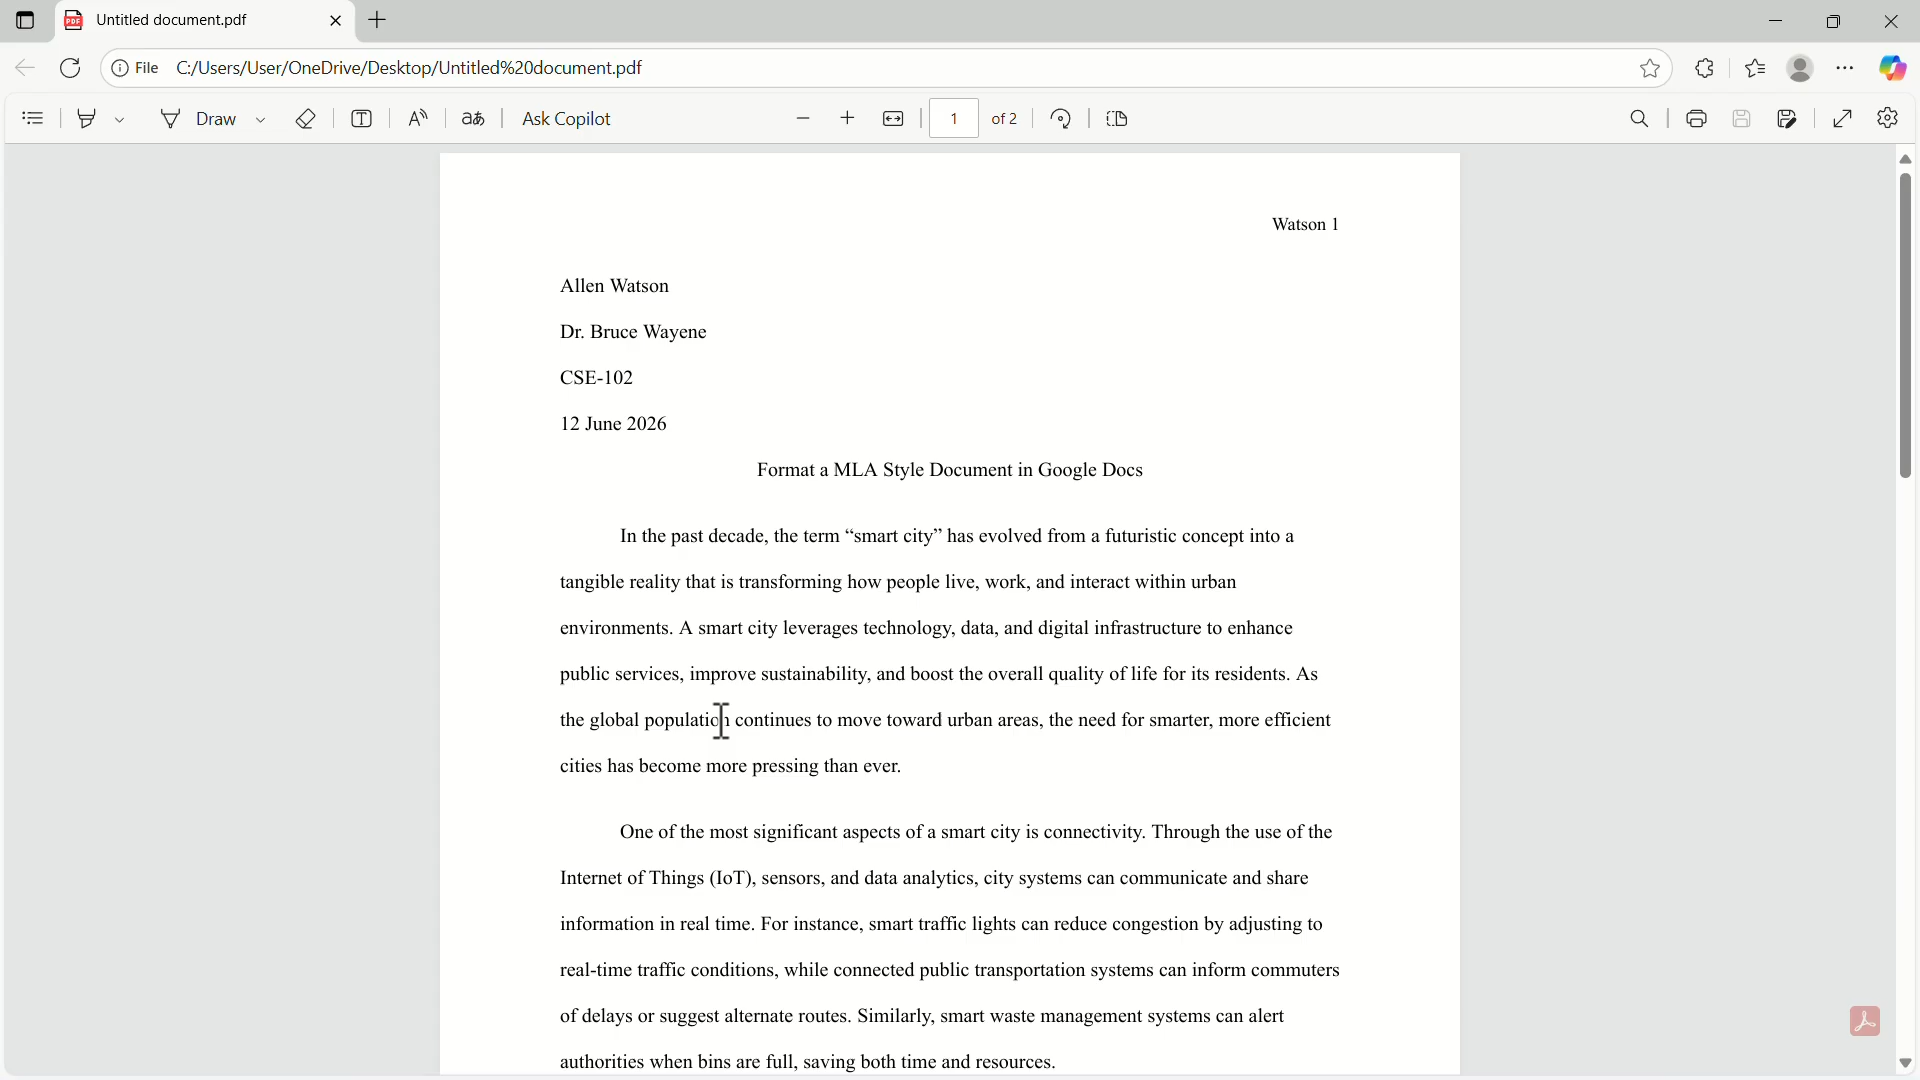 Untitled document.pdf
File C:/Users/User/OneDrive/Desktop/Untitled%20document.pdf
Draw
Ask Copilot
1 of 2
Watson 1
Allen Watson
Dr. Bruce Wayene
CSE-102
12 June 2026
Format a MLA Style Document in Google Docs
In the past decade, the term “smart city” has evolved from a futuristic concept into a
tangible reality that is transforming how people live, work, and interact within urban
environments. A smart city leverages technology, data, and digital infrastructure to enhance
public services, improve sustainability, and boost the overall quality of life for its residents. As
the global population continues to move toward urban areas, the need for smarter, more efficient
cities has become more pressing than ever.
One of the most significant aspects of a smart city is connectivity. Through the use of the
Internet of Things (IoT), sensors, and data analytics, city systems can communicate and share
information in real time. For instance, smart traffic lights can reduce congestion by adjusting to
real-time traffic conditions, while connected public transportation systems can inform commuters
of delays or suggest alternate routes. Similarly, smart waste management systems can alert
authorities when bins are full, saving both time and resources.